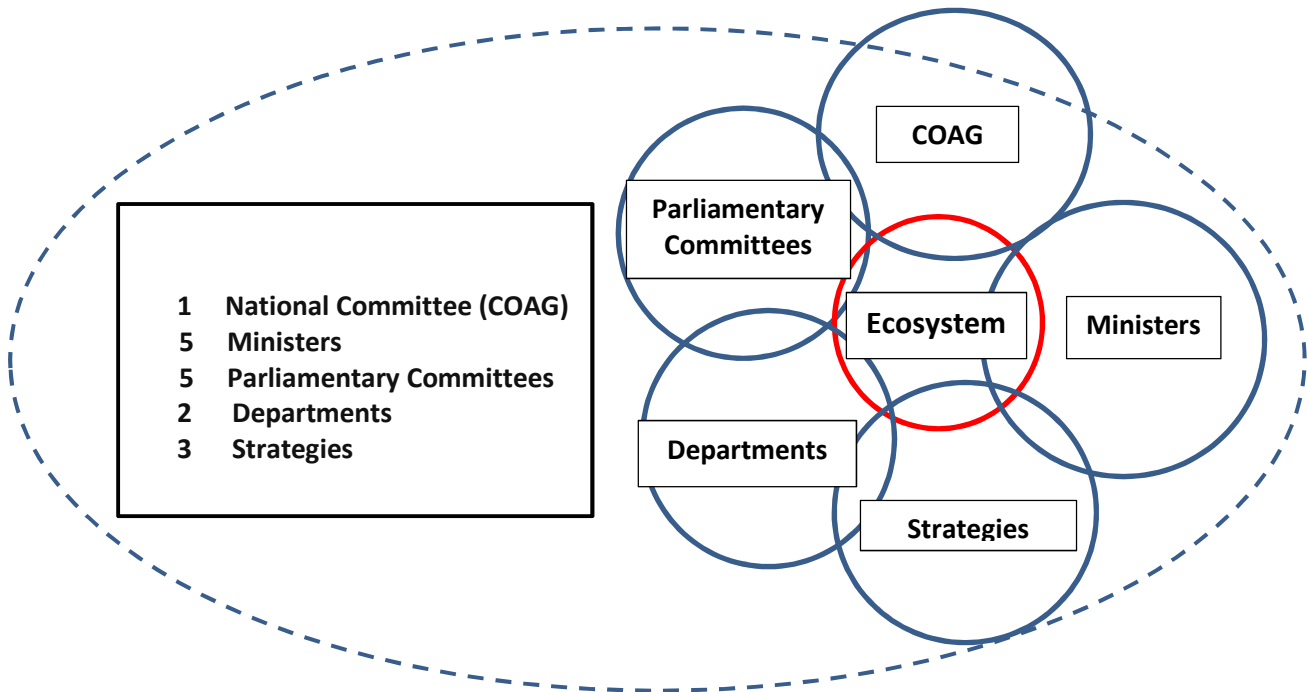 1 National Committee (COAG)
5 Ministers
5 Parliamentary Committees
2 Departments
3 Strategies
COAG
Parliamentary
Committees
Ecosystem
Ministers
Departments
Strategies